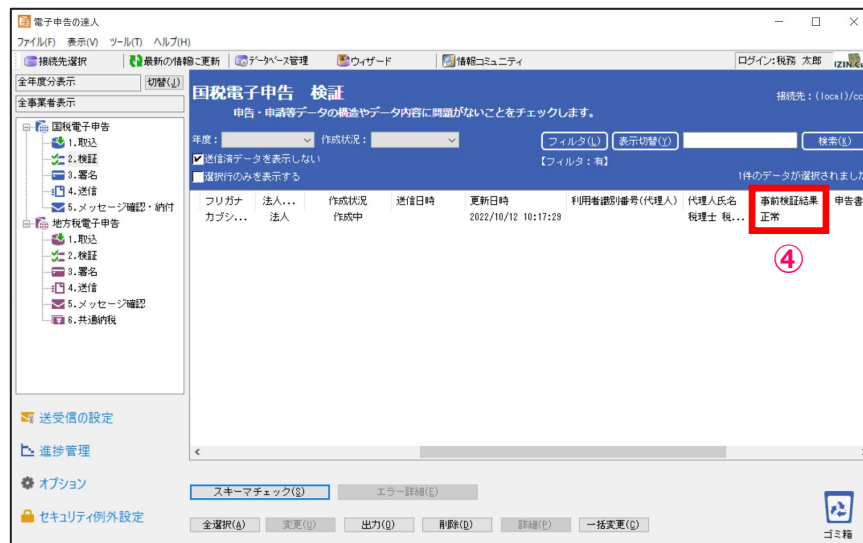 電子申告の達人
ファイル(F) 表示(V) ツール(T) ヘルプ(H)
接続先選択 最新の情報に更新 データベース管理 ウィザード 情報コミュニティ ログイン:税務 太郎
全年度分表示 切替(J)
全事業者表示
国税電子申告
1.取込
2.検証
3.署名
4.送信
5.メッセージ確認・納付
地方税電子申告
1.取込
2.検証
3.署名
4.送信
5.メッセージ確認
6.共通納税
送受信の設定
進捗管理
オプション
セキュリティ例外設定
国税電子申告 検証
接続先：(local)/cc
申告・申請等データの構造やデータ内容に問題がないことをチェックします。
年度： 作成状況： フィルタ(L) 表示切替(Y) 検索(K)
送信済データを表示しない 【フィルタ：有】
選択行のみを表示する 1件のデータが選択されました
フリガナ 法人... 作成状況 送信日時 更新日時 利用者識別番号(代理人) 代理人氏名 事前検証結果 申告書
カブシ... 法人 作成中 2022/10/12 10:17:29 税理士 税... 正常
④
スキーマチェック(S) エラー詳細(E)
全選択(A) 変更(U) 出力(O) 削除(D) 詳細(P) 一括変更(C)
ゴミ箱